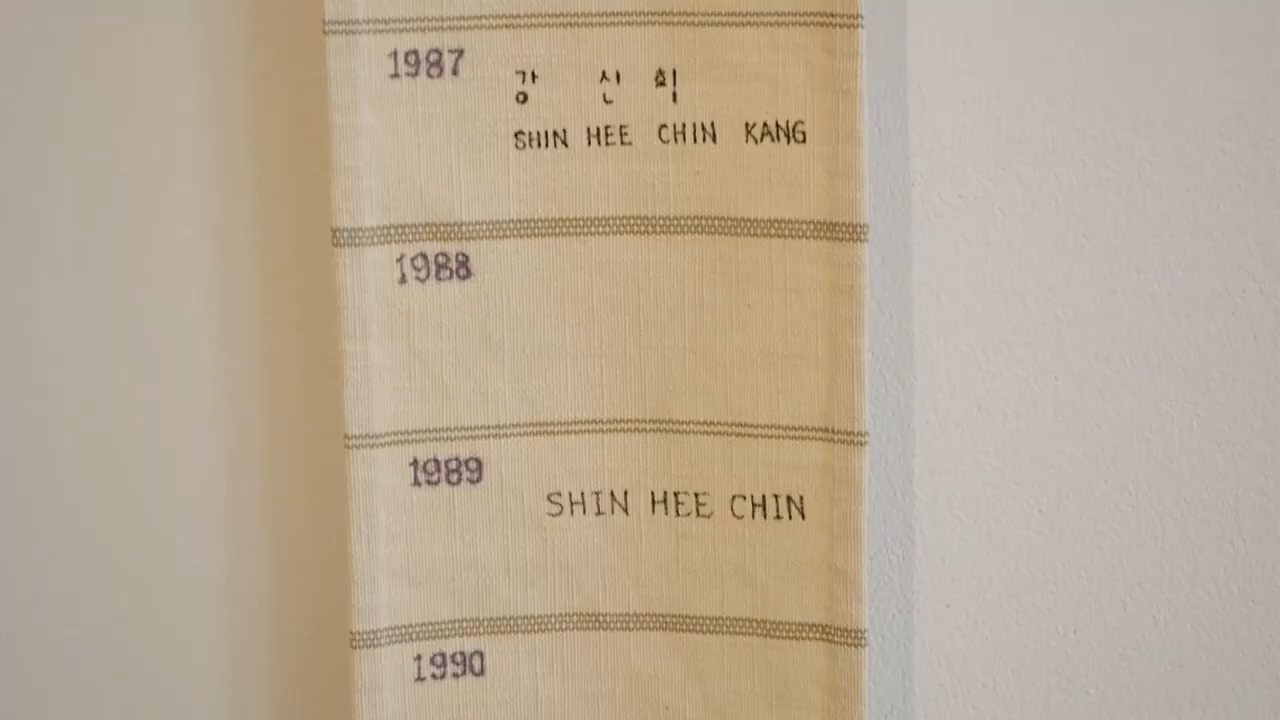 1987
강 신 희
SHIN HEE CHIN KANG
1988
1989
SHIN HEE CHIN
1990